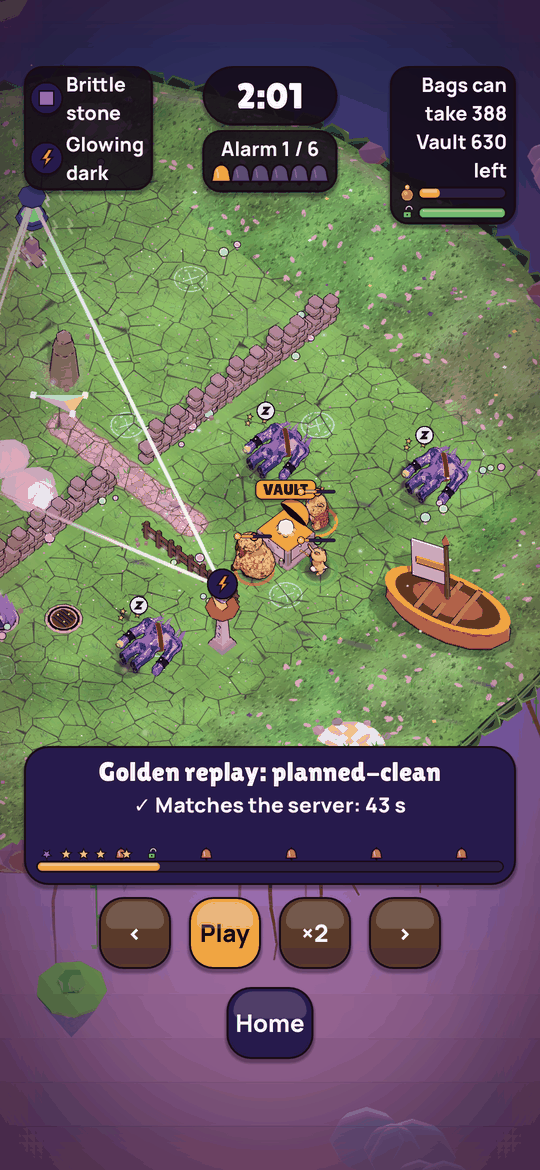 Brittle
stone
Glowing
dark
2:01
Alarm 1 / 6
Bags can
take 388
Vault 630
left
z
z
VAULT
z
Golden replay: planned-clean
✓ Matches the server: 43 s
‹
Play
×2
›
Home